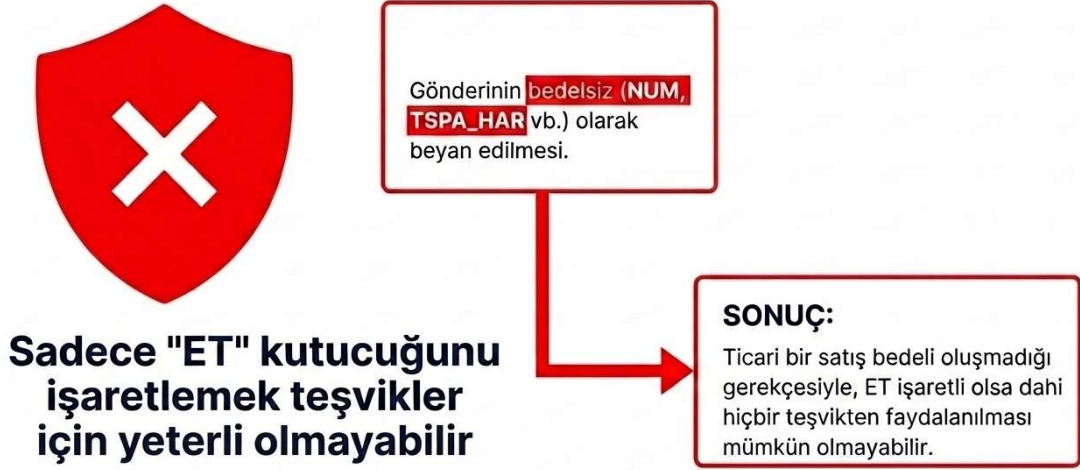 Gönderinin bedelsiz (NUM,
TSPA_HAR vb.) olarak
beyan edilmesi.
Sadece "ET" kutucuğunu
işaretlemek teşvikler
için yeterli olmayabilir
SONUÇ:
Ticari bir satış bedeli oluşmadığı
gerekçesiyle, ET işaretli olsa dahi
hiçbir teşvikten faydalanılması
mümkün olmayabilir.